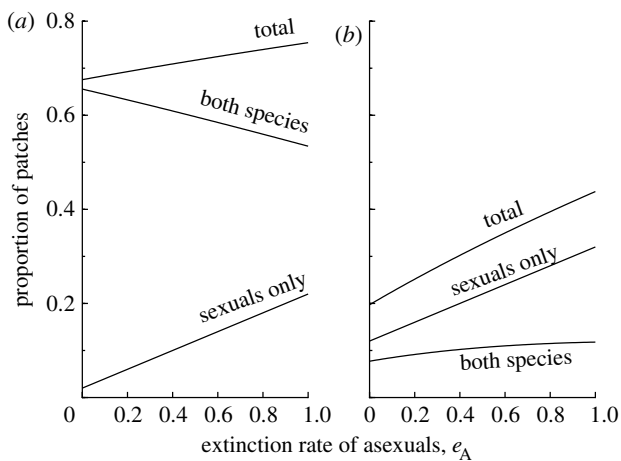 (a)
(b)
0.8
0.6
0.4
0.2
0
proportion of patches
total
both species
sexuals only
total
sexuals only
both species
0.2 0.4 0.6 0.8 1.0
0 0.2 0.4 0.6 0.8 1.0
extinction rate of asexuals, eA